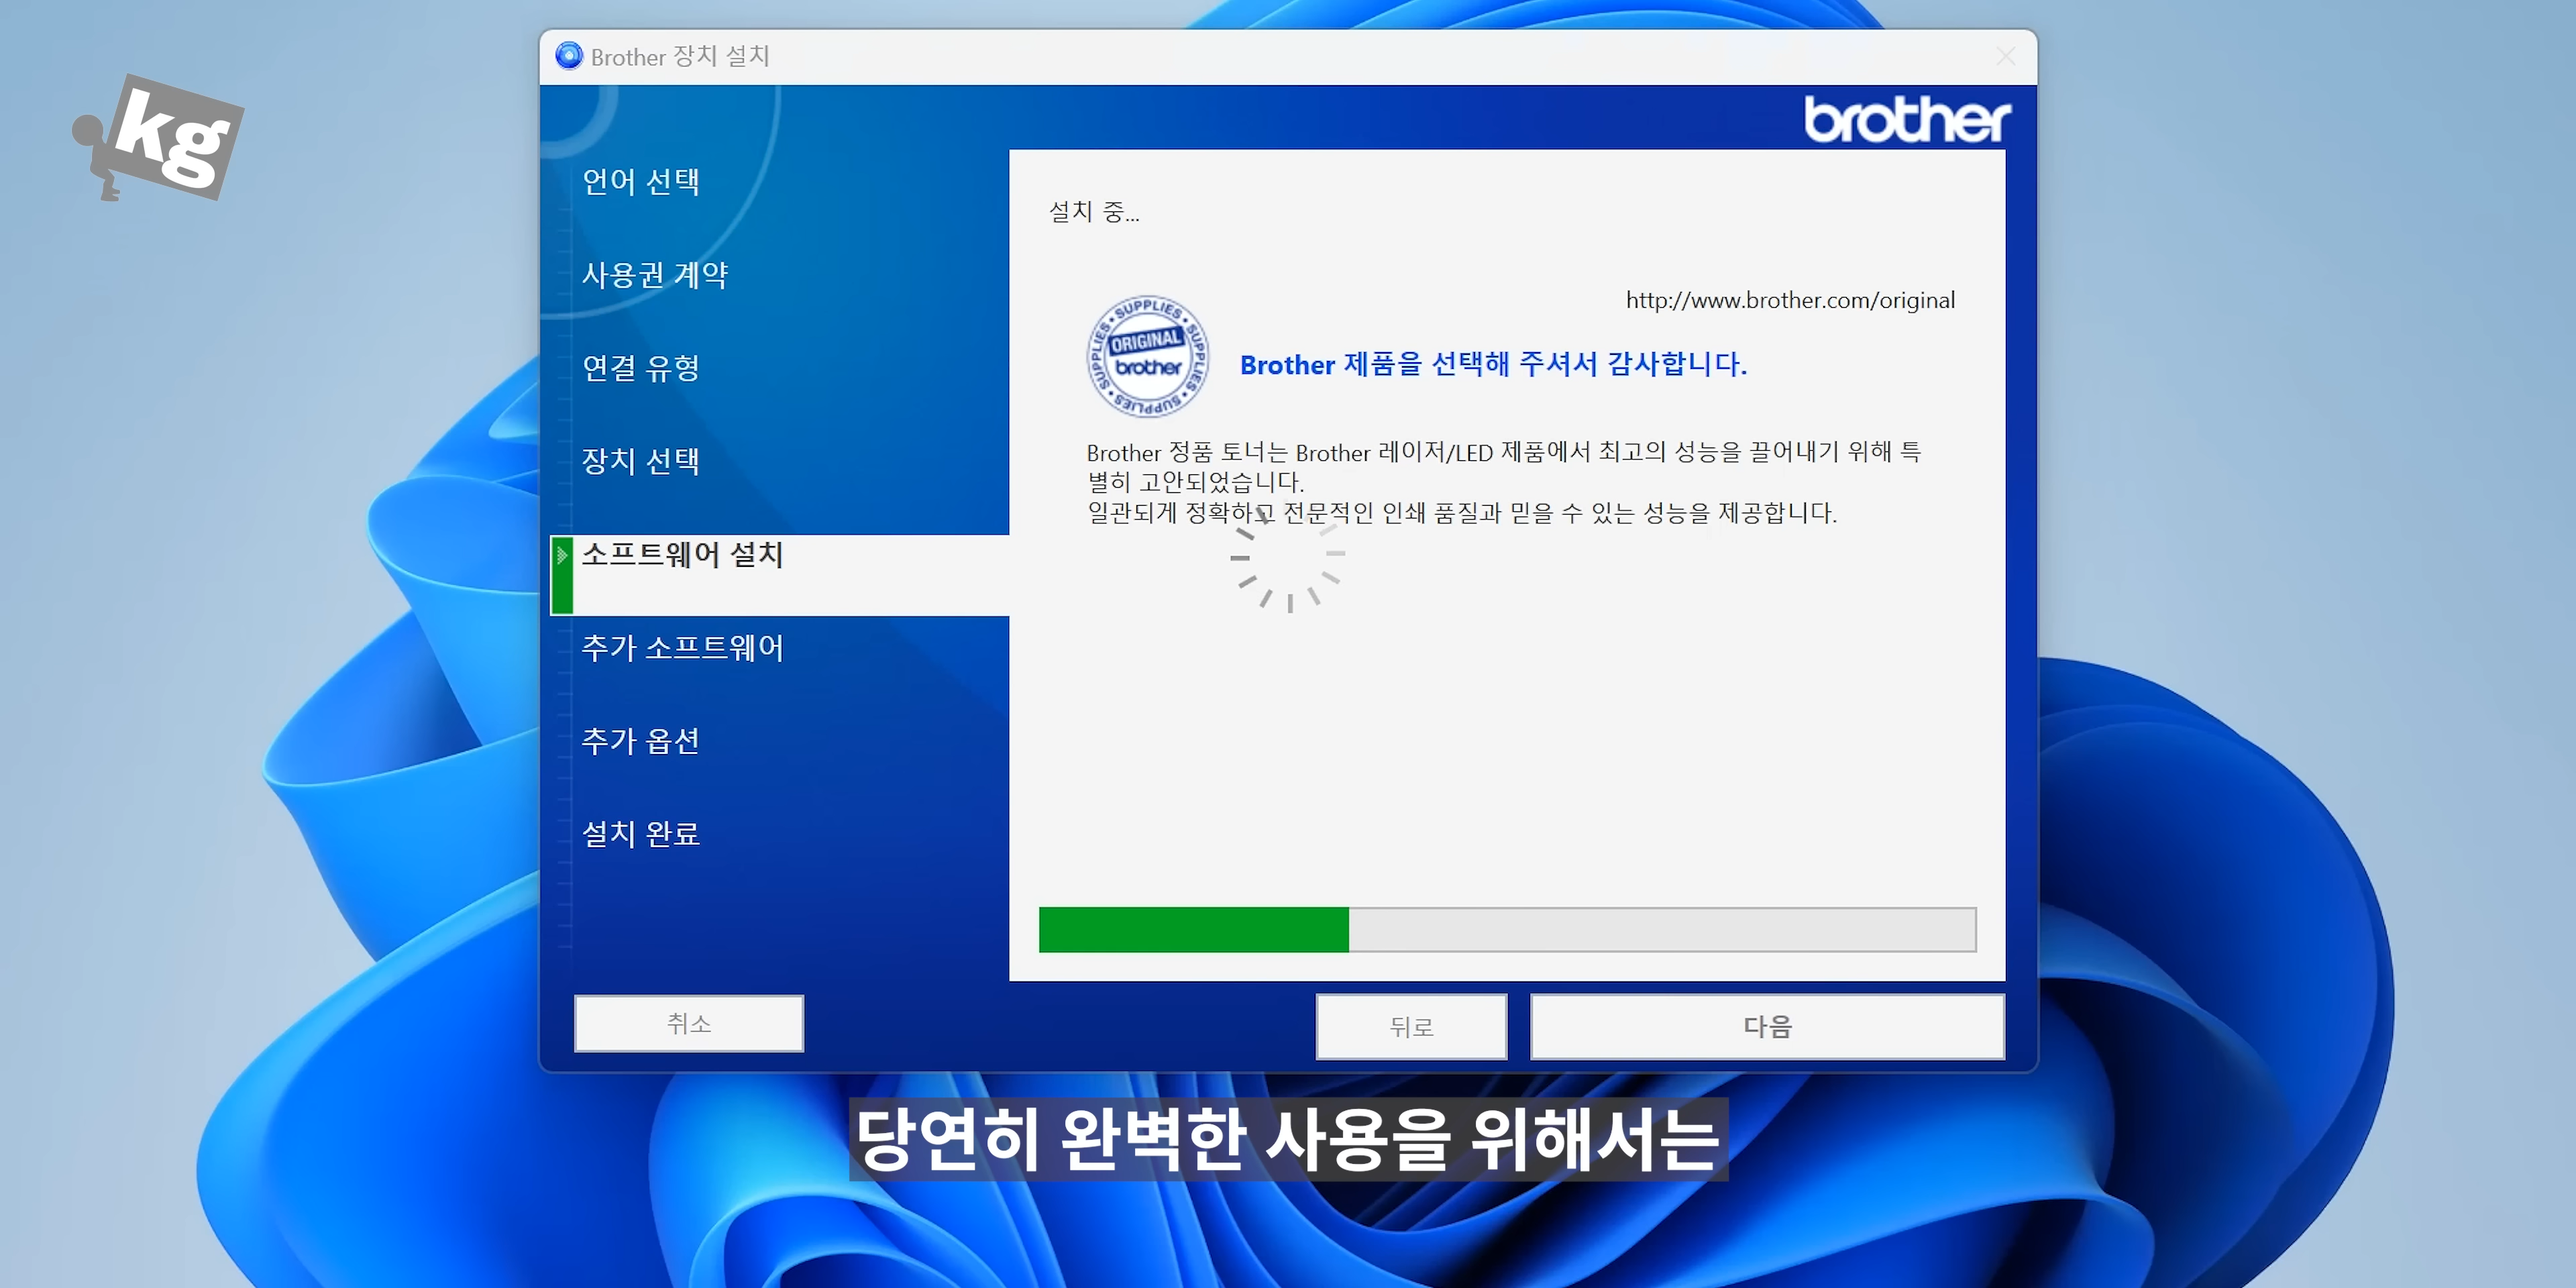 Brother 장치 설치
kg
brother
언어 선택
사용권 계약
연결 유형
장치 선택
소프트웨어 설치
추가 소프트웨어
추가 옵션
설치 완료
설치 중...
http://www.brother.com/original
SUPPLIES • SUPPLIES • SUPPLIES • SUPPLIES
ORIGINAL
brother
Brother 제품을 선택해 주셔서 감사합니다.
Brother 정품 토너는 Brother 레이저/LED 제품에서 최고의 성능을 끌어내기 위해 특
별히 고안되었습니다.
일관되게 정확하고 전문적인 인쇄 품질과 믿을 수 있는 성능을 제공합니다.
취소
뒤로
다음
당연히 완벽한 사용을 위해서는